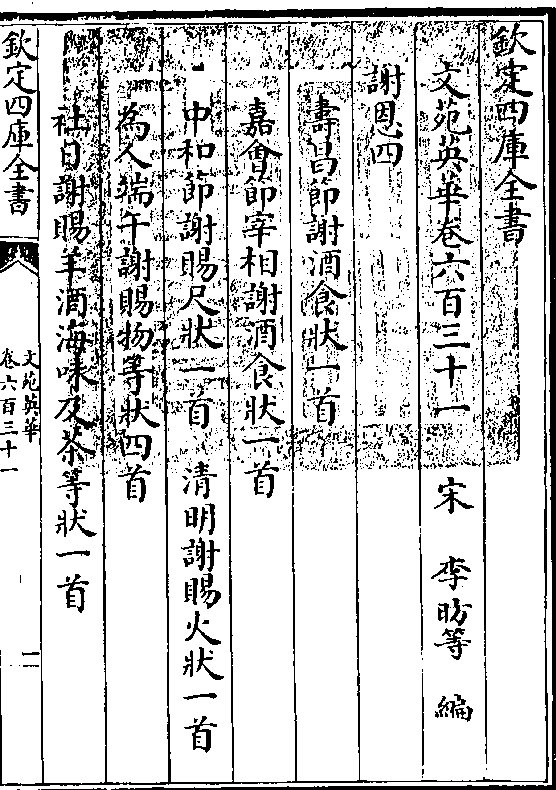 欽定四庫全書
文苑英華卷六百三十一　宋　李昉等　編
謝恩四
壽昌節謝酒食狀一首
嘉會節宰相謝酒食狀一首
中和節謝賜尺狀一首　清明謝賜火狀一首
為人端午謝賜物等狀四首
社日謝賜羊酒海味及茶等狀一首
欽定四庫全書
文苑英華
卷六百三十一